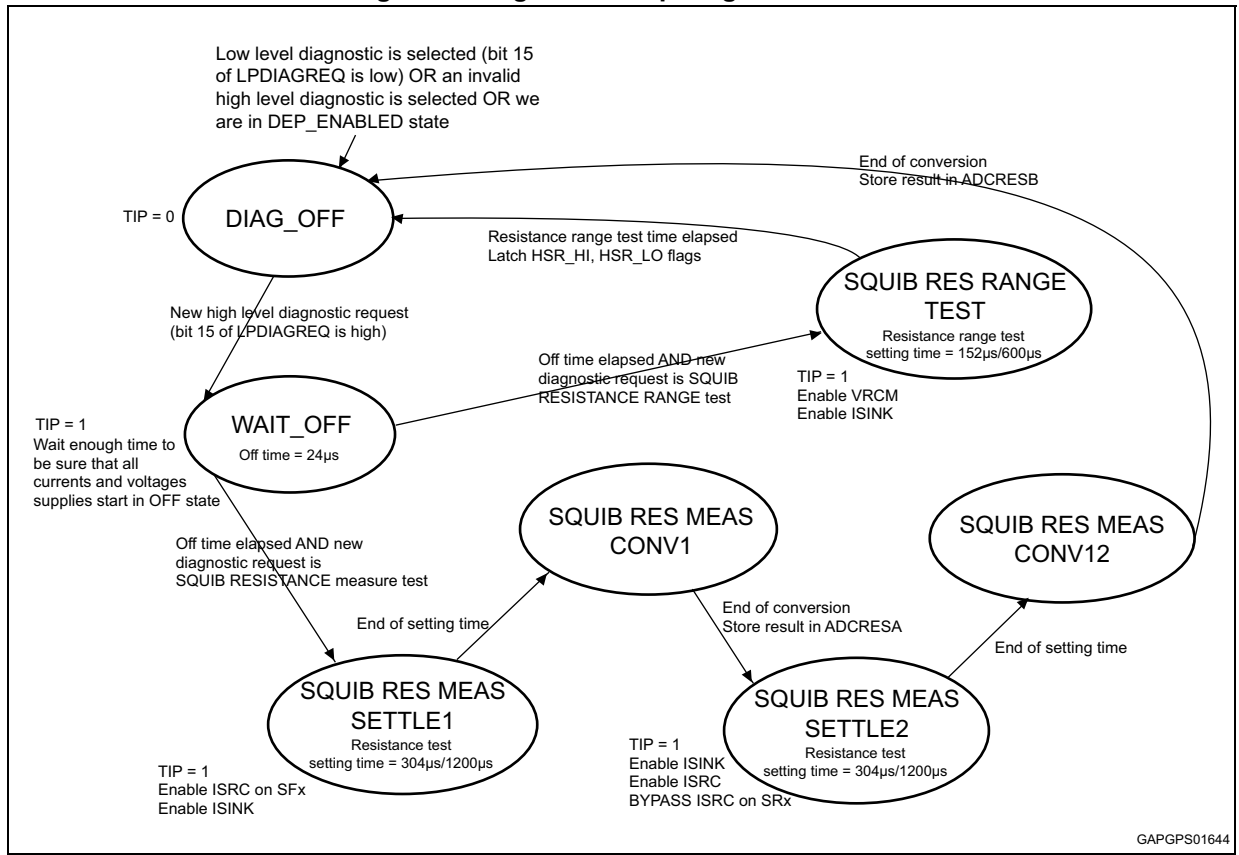 Low level diagnostic is selected (bit 15
of LPDIAGREQ is low) OR an invalid
high level diagnostic is selected OR we
are in DEP_ENABLED state
End of conversion
Store result in ADCRESB
TIP = 0
DIAG_OFF
Resistance range test time elapsed
Latch HSR_HI, HSR_LO flags
SQUIB RES RANGE
TEST
Resistance range test
setting time = 152µs/600µs
New high level diagnostic request
(bit 15 of LPDIAGREQ is high)
Off time elapsed AND new
diagnostic request is SQUIB
RESISTANCE RANGE test
TIP = 1
Enable VRCM
Enable ISINK
TIP = 1
Wait enough time to
be sure that all
currents and voltages
supplies start in OFF state
WAIT_OFF
Off time = 24µs
SQUIB RES MEAS
CONV1
SQUIB RES MEAS
CONV12
Off time elapsed AND new
diagnostic request is
SQUIB RESISTANCE measure test
End of setting time
End of conversion
Store result in ADCRESA
End of setting time
SQUIB RES MEAS
SETTLE1
Resistance test
setting time = 304µs/1200µs
TIP = 1
Enable ISRC on SFx
Enable ISINK
SQUIB RES MEAS
SETTLE2
Resistance test
setting time = 304µs/1200µs
TIP = 1
Enable ISINK
Enable ISRC
BYPASS ISRC on SRx
GAPGPS01644